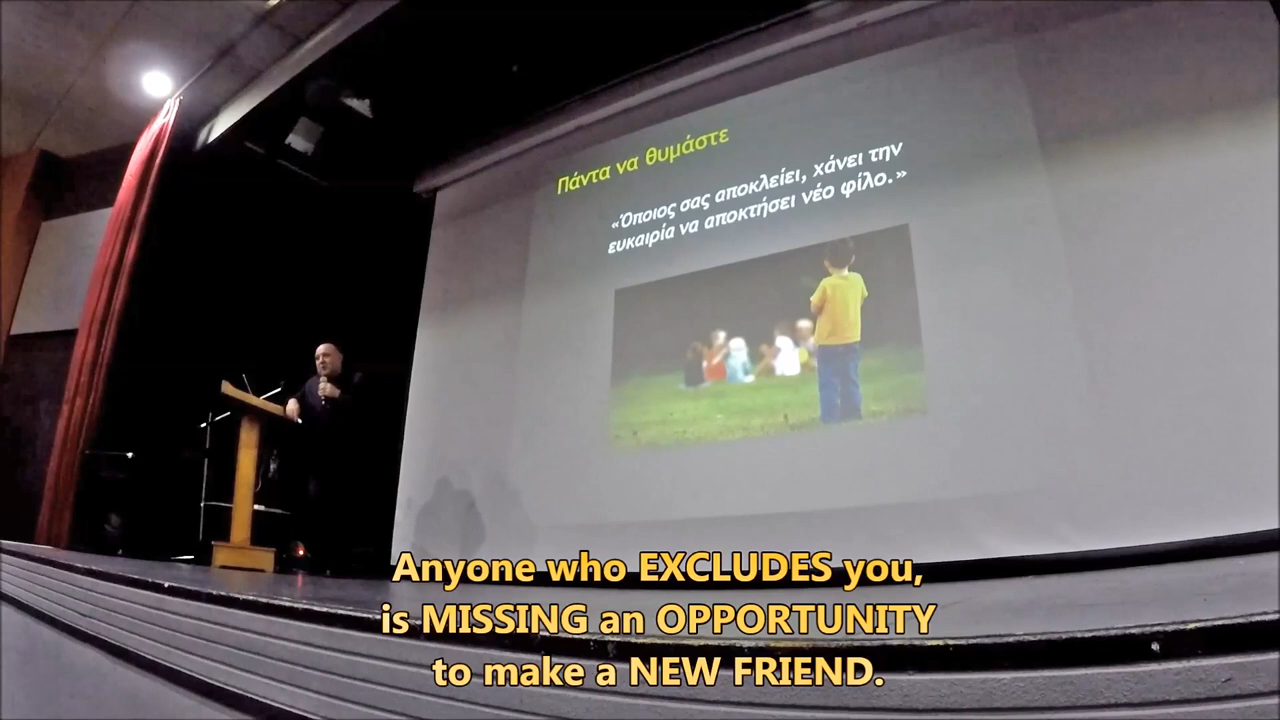 Πάντα να θυμάστε
«Όποιος σας αποκλείει, χάνει την
ευκαιρία να αποκτήσει νέο φίλο.»
Anyone who EXCLUDES you,
is MISSING an OPPORTUNITY
to make a NEW FRIEND.